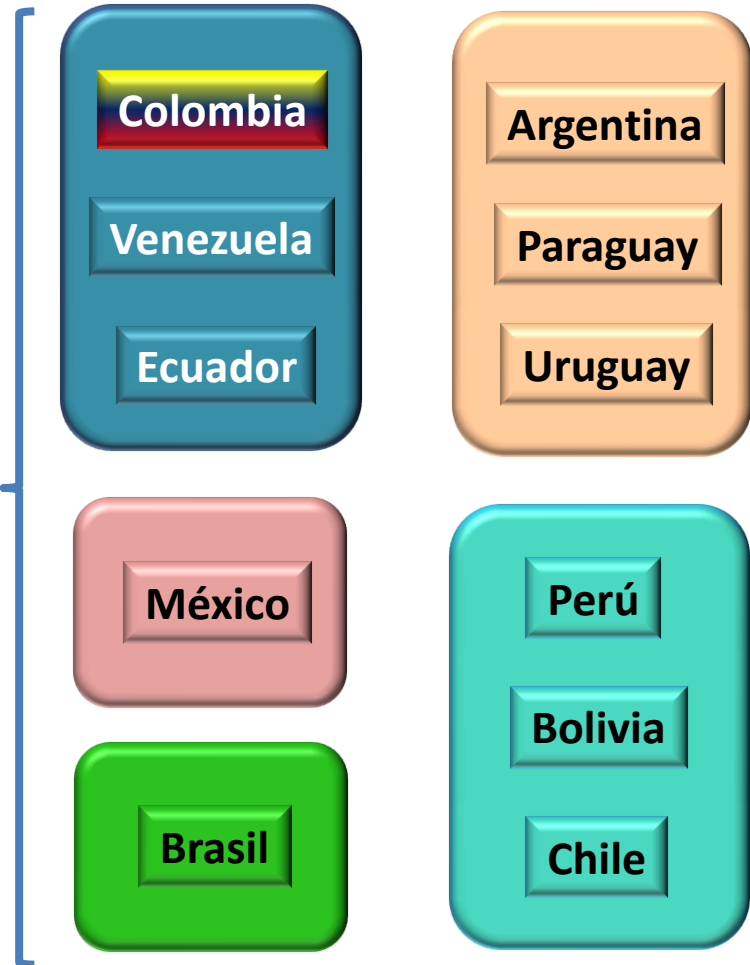 Colombia
Venezuela
Ecuador
Argentina
Paraguay
Uruguay
México
Brasil
Perú
Bolivia
Chile